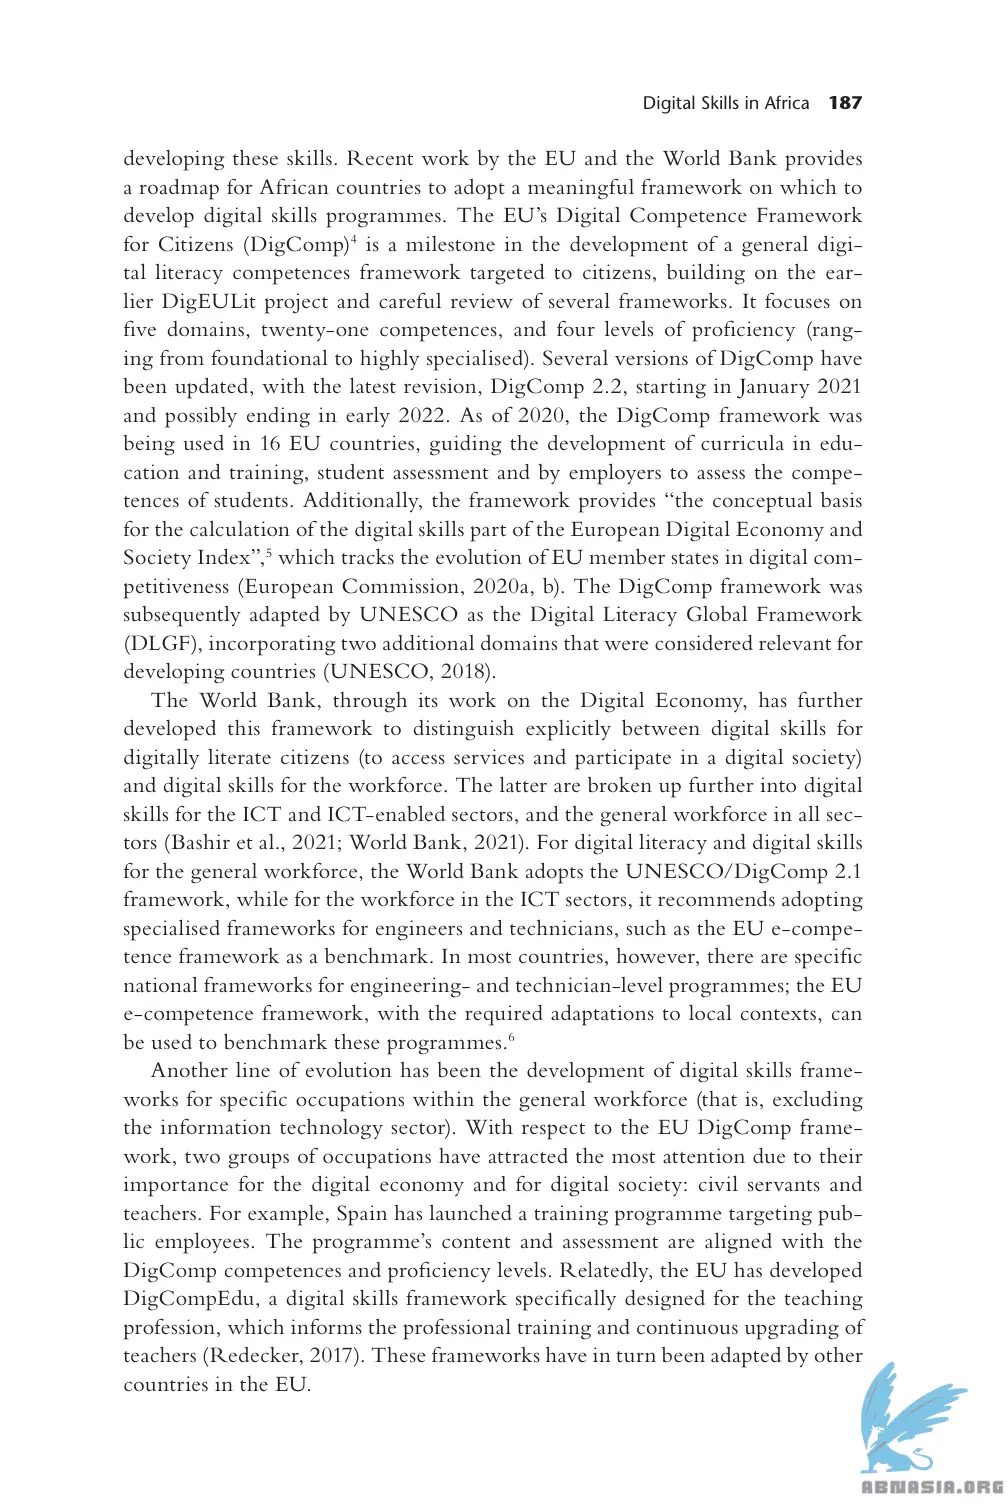 Digital Skills in Africa 187
developing these skills. Recent work by the EU and the World Bank provides
a roadmap for African countries to adopt a meaningful framework on which to
develop digital skills programmes. The EU’s Digital Competence Framework
for Citizens (DigComp)4 is a milestone in the development of a general digi-
tal literacy competences framework targeted to citizens, building on the ear-
lier DigEULit project and careful review of several frameworks. It focuses on
five domains, twenty-one competences, and four levels of proficiency (rang-
ing from foundational to highly specialised). Several versions of DigComp have
been updated, with the latest revision, DigComp 2.2, starting in January 2021
and possibly ending in early 2022. As of 2020, the DigComp framework was
being used in 16 EU countries, guiding the development of curricula in edu-
cation and training, student assessment and by employers to assess the compe-
tences of students. Additionally, the framework provides “the conceptual basis
for the calculation of the digital skills part of the European Digital Economy and
Society Index”,5 which tracks the evolution of EU member states in digital com-
petitiveness (European Commission, 2020a, b). The DigComp framework was
subsequently adapted by UNESCO as the Digital Literacy Global Framework
(DLGF), incorporating two additional domains that were considered relevant for
developing countries (UNESCO, 2018).
The World Bank, through its work on the Digital Economy, has further
developed this framework to distinguish explicitly between digital skills for
digitally literate citizens (to access services and participate in a digital society)
and digital skills for the workforce. The latter are broken up further into digital
skills for the ICT and ICT-enabled sectors, and the general workforce in all sec-
tors (Bashir et al., 2021; World Bank, 2021). For digital literacy and digital skills
for the general workforce, the World Bank adopts the UNESCO/DigComp 2.1
framework, while for the workforce in the ICT sectors, it recommends adopting
specialised frameworks for engineers and technicians, such as the EU e-compe-
tence framework as a benchmark. In most countries, however, there are specific
national frameworks for engineering- and technician-level programmes; the EU
e-competence framework, with the required adaptations to local contexts, can
be used to benchmark these programmes.6
Another line of evolution has been the development of digital skills frame-
works for specific occupations within the general workforce (that is, excluding
the information technology sector). With respect to the EU DigComp frame-
work, two groups of occupations have attracted the most attention due to their
importance for the digital economy and for digital society: civil servants and
teachers. For example, Spain has launched a training programme targeting pub-
lic employees. The programme’s content and assessment are aligned with the
DigComp competences and proficiency levels. Relatedly, the EU has developed
DigCompEdu, a digital skills framework specifically designed for the teaching
profession, which informs the professional training and continuous upgrading of
teachers (Redecker, 2017). These frameworks have in turn been adapted by other
countries in the EU.
ABNASIA.ORG